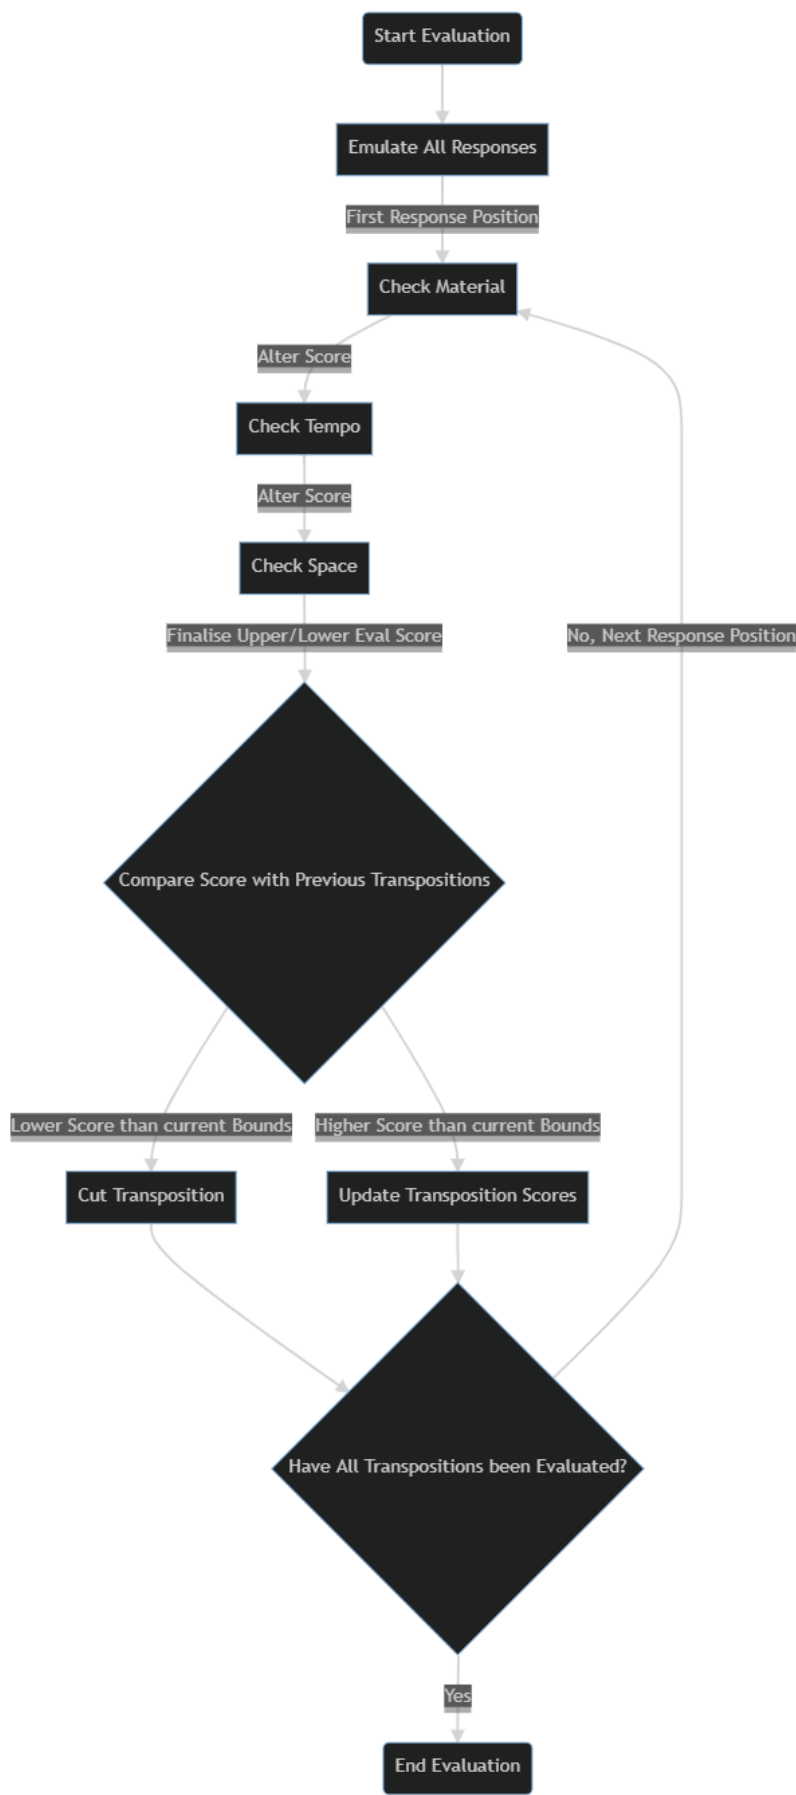 Start Evaluation
Emulate All Responses
First Response Position
Check Material
Alter Score
Check Tempo
Alter Score
Check Space
Finalise Upper/Lower Eval Score
No, Next Response Position
Compare Score with Previous Transpositions
Lower Score than current Bounds
Higher Score than current Bounds
Cut Transposition
Update Transposition Scores
Have All Transpositions been Evaluated?
Yes
End Evaluation